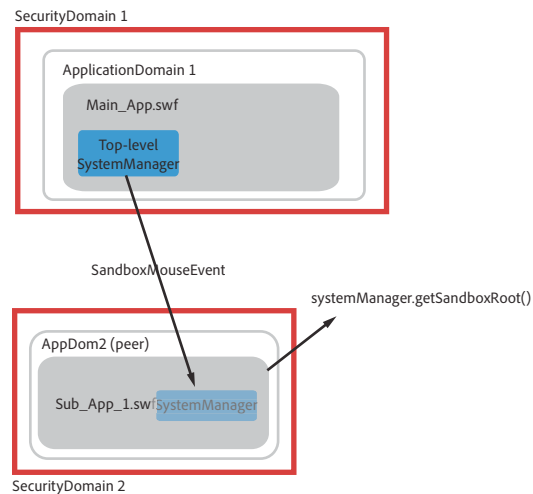 SecurityDomain 1
ApplicationDomain 1
Main_App.swf
Top-level
SystemManager
SandboxMouseEvent
systemManager.getSandboxRoot()
AppDom2 (peer)
Sub_App_1.swf SystemManager
SecurityDomain 2